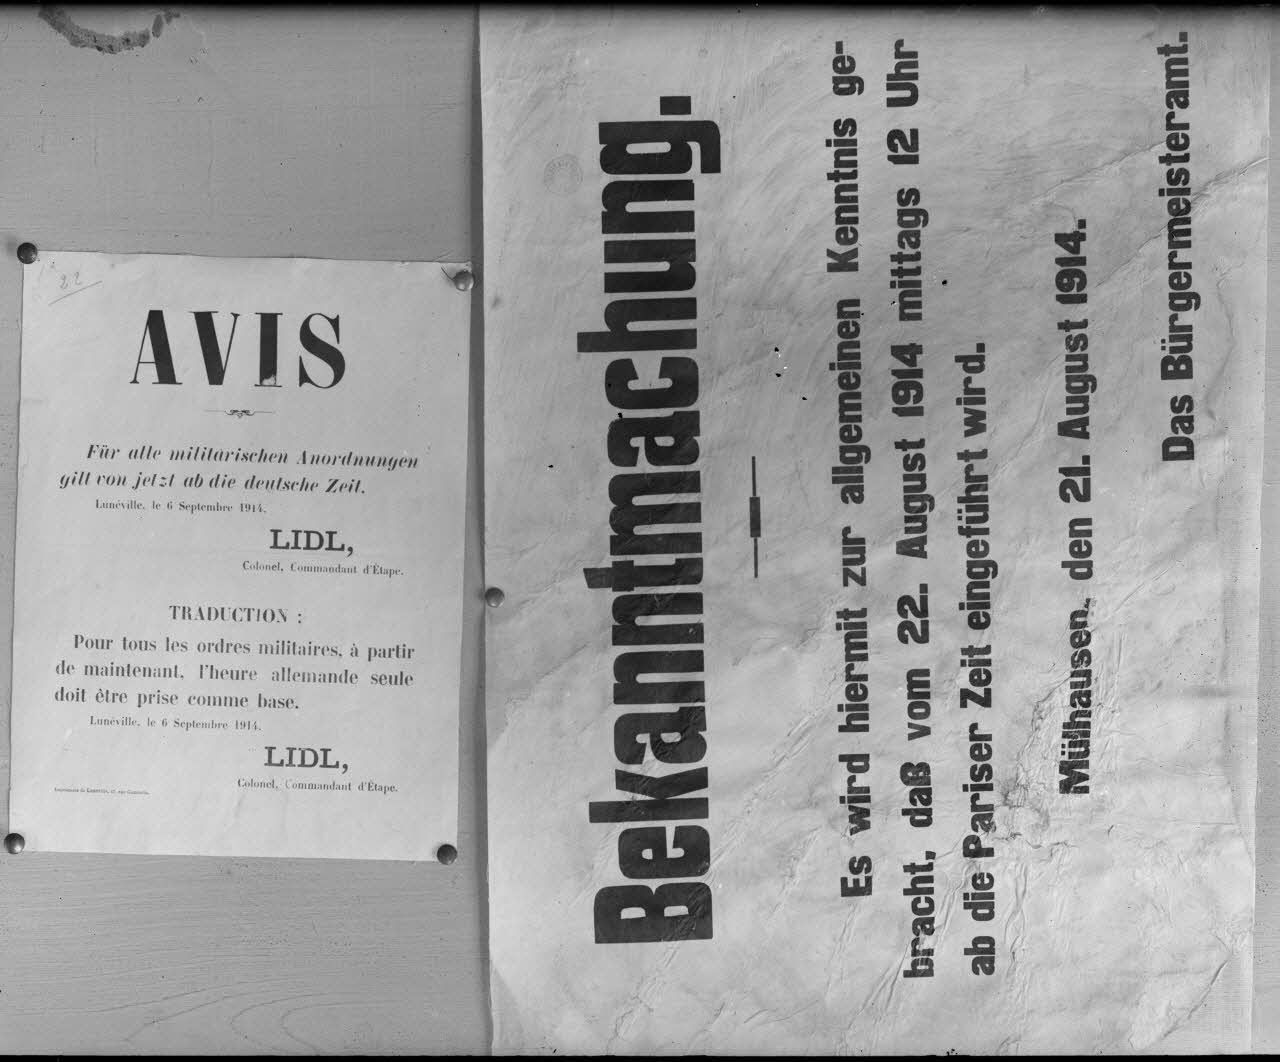 22
AVIS
Für alle militärischen Anordnungen
gilt von jetzt ab die deutsche Zeit.
Lunéville, le 6 Septembre 1914.
LIDL,
Colonel, Commandant d'Étape.
TRADUCTION :
Pour tous les ordres militaires, à partir
de maintenant, l'heure allemande seule
doit être prise comme base.
Lunéville, le 6 Septembre 1914.
LIDL,
Colonel, Commandant d'Étape.
Bekanntmachung.
Es wird hiermit zur allgemeinen Kenntnis ge-
bracht, daß vom 22. August 1914 mittags 12 Uhr
ab die Pariser Zeit eingeführt wird.
Mülhausen, den 21. August 1914.
Das Bürgermeisteramt.